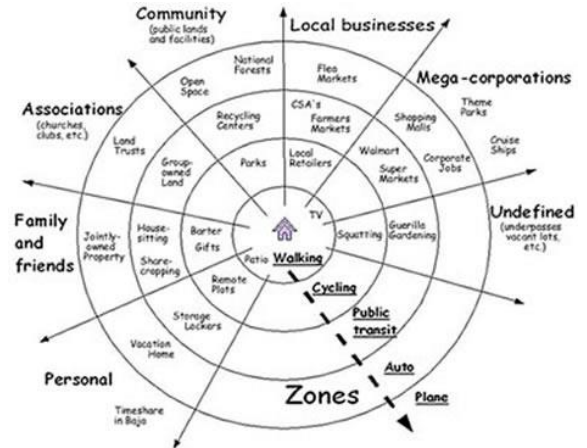 Community
(public lands
and facilities)
Local businesses
National
Forests
Flea
Markets
Open
Space
Mega-corporations
Theme
Parks
Associations
(churches,
clubs, etc.)
Recycling
Centers
CSA's
Farmers
Markets
Shopping
Malls
Cruise
Ships
Land
Trusts
Group-
owned
Land
Parks
Local
Retailers
Walmart
Super
Markets
Corporate
Jobs
TV
Undefined
(underpasses
vacant lots,
etc.)
Family
and
friends
Jointly-
owned
Property
House-
sitting
Share-
cropping
Barter
Gifts
Squatting
Guerilla
Gardening
Patio
Walking
Remote
Plots
Cycling
Storage
Lockers
Public
transit
Vacation
Home
Auto
Personal
Zones
Plane
Timeshare
in Baja